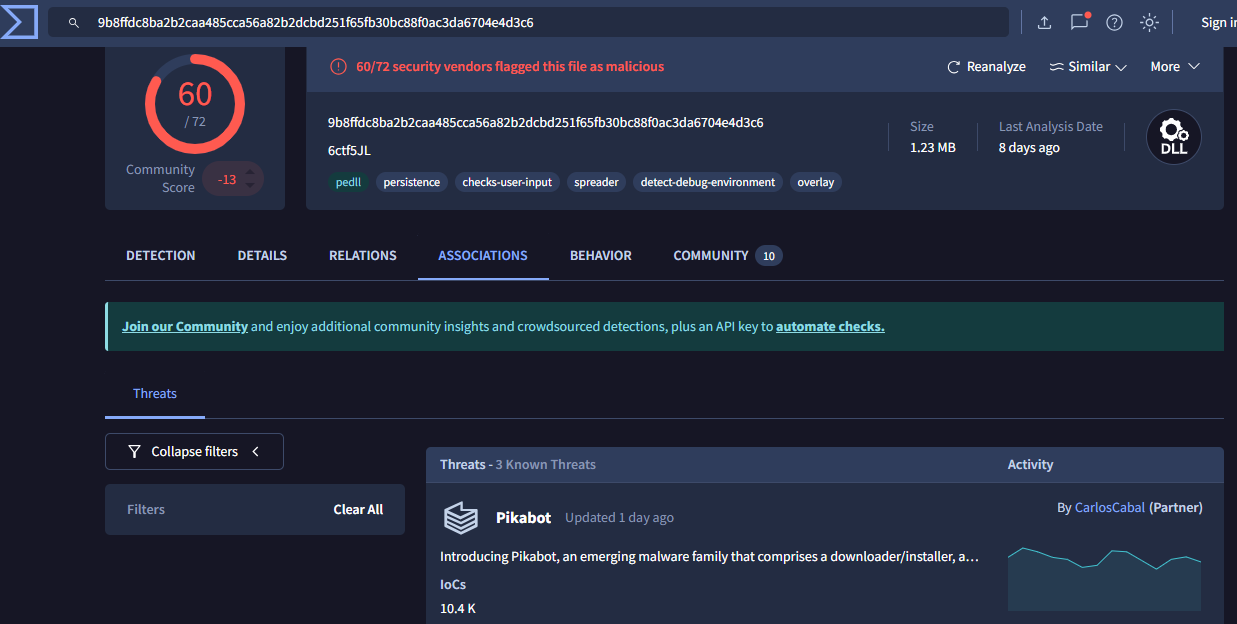 9b8ffdc8ba2b2caa485cca56a82b2dcbd251f65fb30bc88f0ac3da6704e4d3c6
Sign in
60
/ 72
Community
Score
-13
60/72 security vendors flagged this file as malicious
Reanalyze
Similar
More
9b8ffdc8ba2b2caa485cca56a82b2dcbd251f65fb30bc88f0ac3da6704e4d3c6
6ctf5JL
Size
1.23 MB
Last Analysis Date
8 days ago
DLL
pedll persistence checks-user-input spreader detect-debug-environment overlay
DETECTION DETAILS RELATIONS ASSOCIATIONS BEHAVIOR COMMUNITY 10
Join our Community and enjoy additional community insights and crowdsourced detections, plus an API key to automate checks.
Threats
Collapse filters
Filters Clear All
Threats - 3 Known Threats Activity
Pikabot Updated 1 day ago
By CarlosCabal (Partner)
Introducing Pikabot, an emerging malware family that comprises a downloader/installer, a…
IoCs
10.4 K